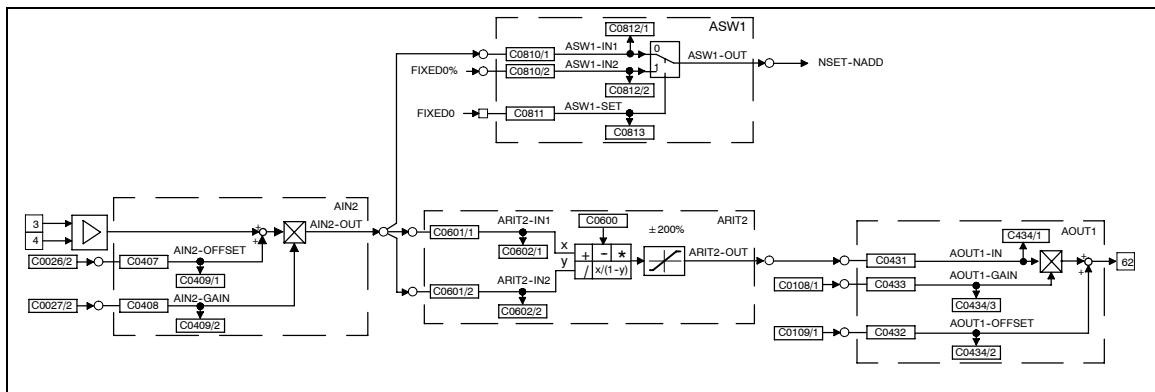 C0812/1
ASW1
C0810/1
ASW1-IN1
0
ASW1-OUT
NSET-NADD
FIXED0%
C0810/2
ASW1-IN2
1
C0812/2
FIXED0
C0811
ASW1-SET
C0813
AIN2
3
4
+
+
AIN2-OUT
C0026/2
C0407
AIN2-OFFSET
C0409/1
C0027/2
C0408
AIN2-GAIN
C0409/2
ARIT2
ARIT2-IN1
C0600
±200%
C0601/1
C0602/1
x
y
+ - *
/ x/(1-y)
ARIT2-OUT
ARIT2-IN2
C0601/2
C0602/2
C434/1
AOUT1
AOUT1-IN
C0431
+
+
62
C0108/1
C0433
AOUT1-GAIN
C0434/3
C0109/1
C0432
AOUT1-OFFSET
C0434/2